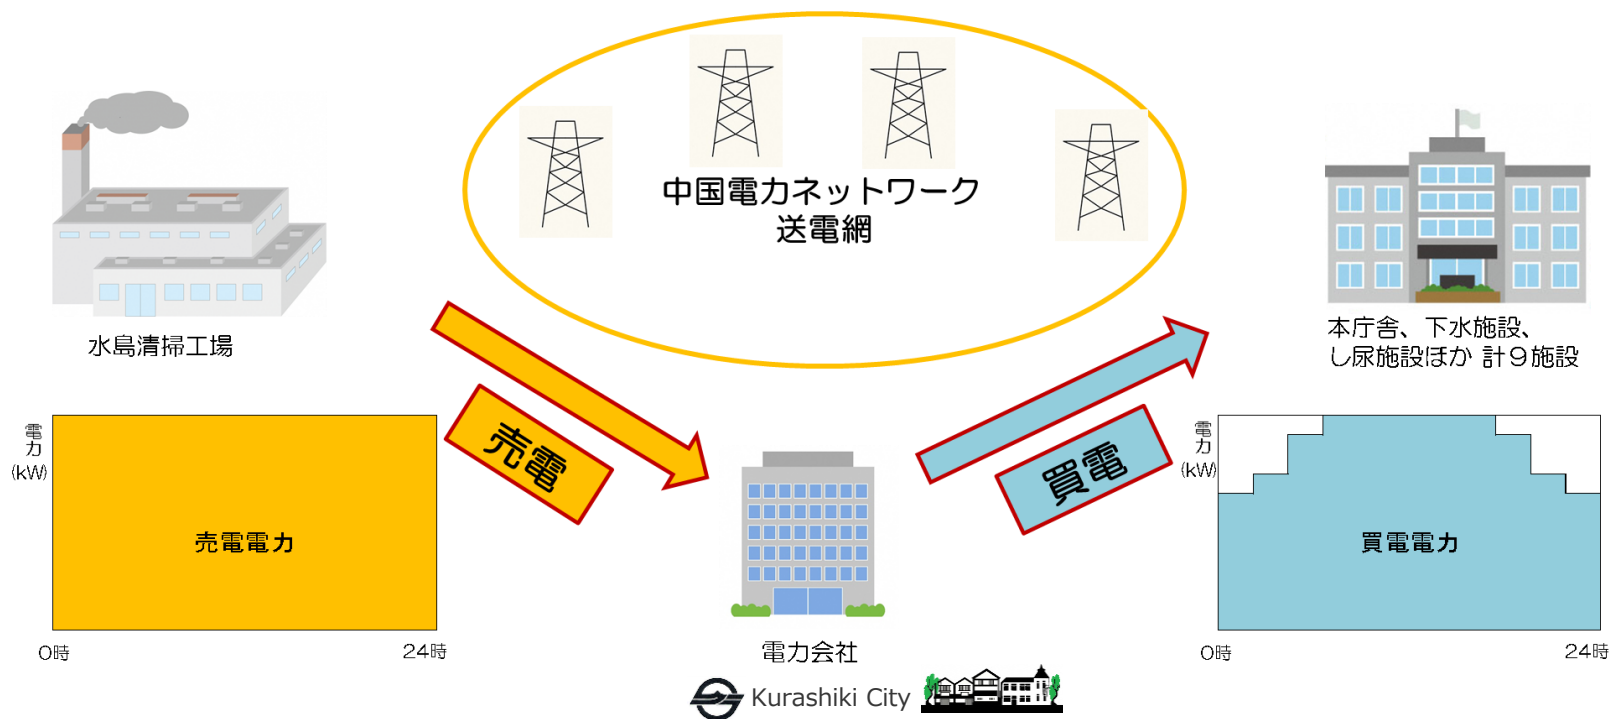 中国電力ネットワーク
送電網
水島清掃工場
本庁舎、下水施設、
し尿施設ほか 計９施設
売電
買電
電力
(kW)
売電電力
0時
24時
電力会社
電力
(kW)
買電電力
0時
24時
Kurashiki City